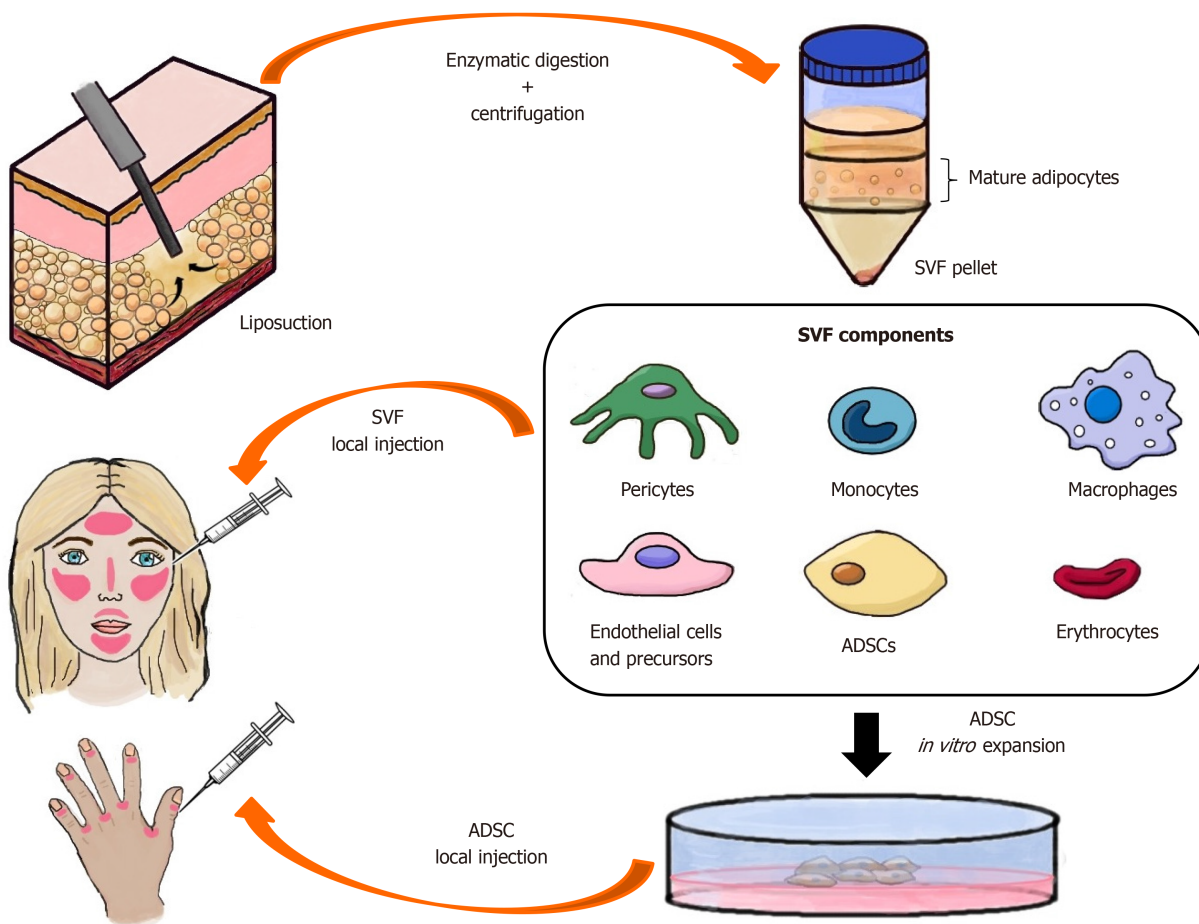 Enzymatic digestion
+
centrifugation
Mature adipocytes
SVF pellet
Liposuction
SVF components
Pericytes
Monocytes
Macrophages
Endothelial cells
and precursors
ADSCs
Erythrocytes
SVF
local injection
ADSC
in vitro expansion
ADSC
local injection